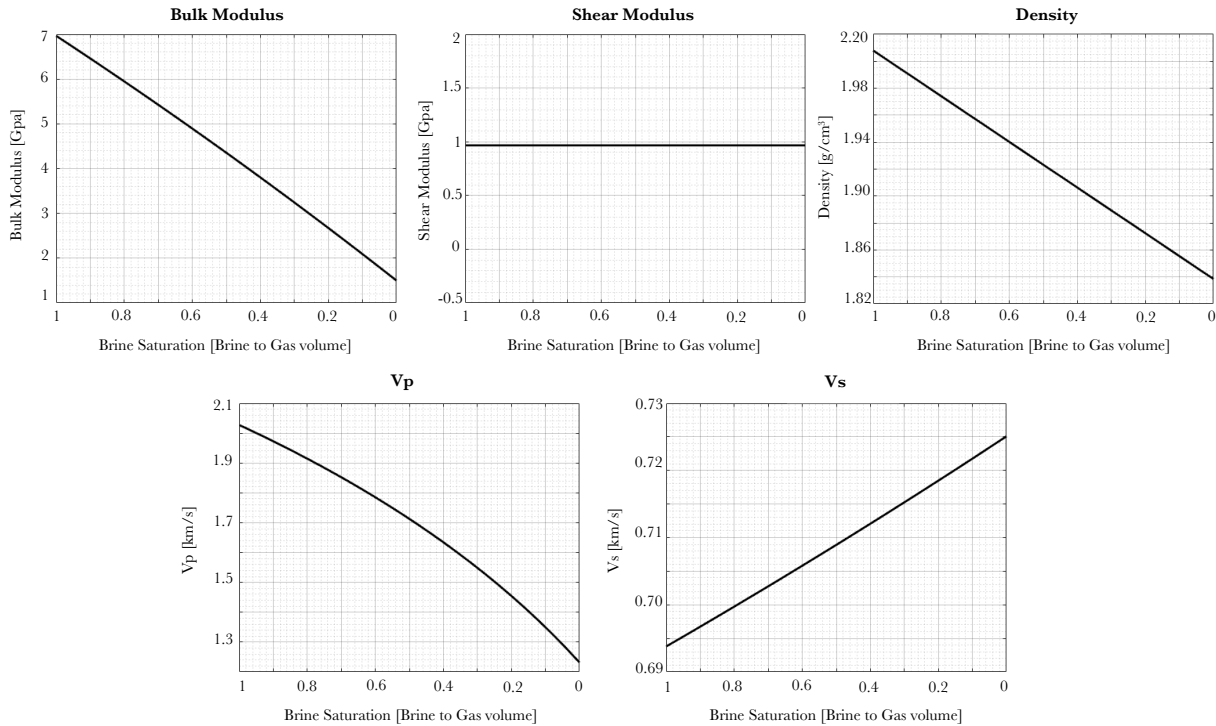 Bulk Modulus
7
6
5
4
3
2
1
Bulk Modulus [Gpa]
1 0.8 0.6 0.4 0.2 0
Brine Saturation [Brine to Gas volume]
Shear Modulus
2
1.5
1
0.5
0
-0.5
Shear Modulus [Gpa]
1 0.8 0.6 0.4 0.2 0
Brine Saturation [Brine to Gas volume]
Density
2.20
1.98
1.94
1.90
1.86
1.82
Density [g/cm³]
1 0.8 0.6 0.4 0.2 0
Brine Saturation [Brine to Gas volume]
Vp
2.1
1.9
1.7
1.5
1.3
Vp [km/s]
1 0.8 0.6 0.4 0.2 0
Brine Saturation [Brine to Gas volume]
Vs
0.73
0.72
0.71
0.70
0.69
Vs [km/s]
1 0.8 0.6 0.4 0.2 0
Brine Saturation [Brine to Gas volume]